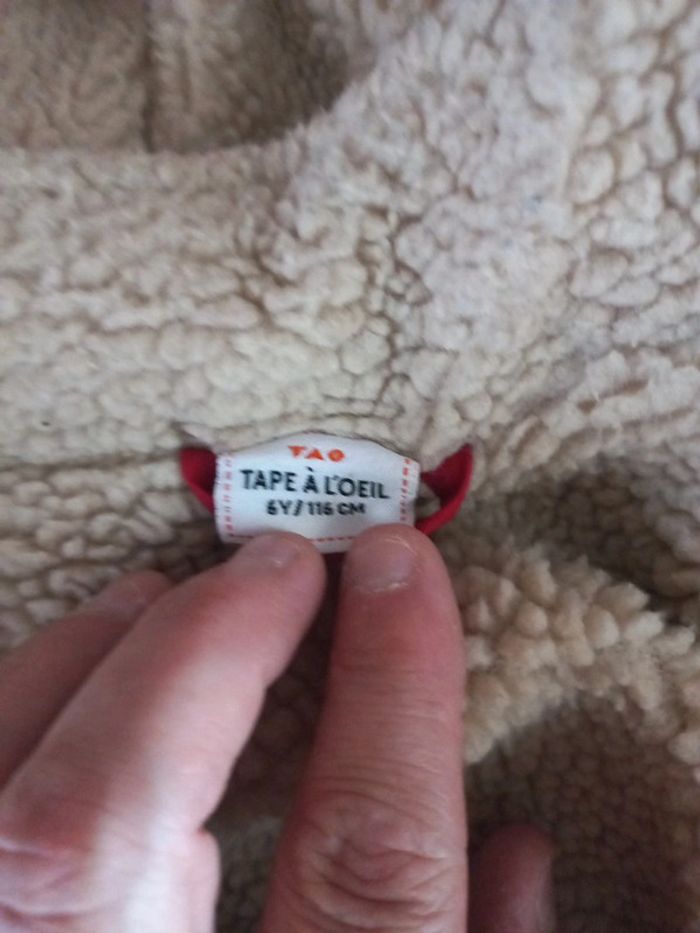 TAO
TAPE À L'OEIL
6Y/116 CM